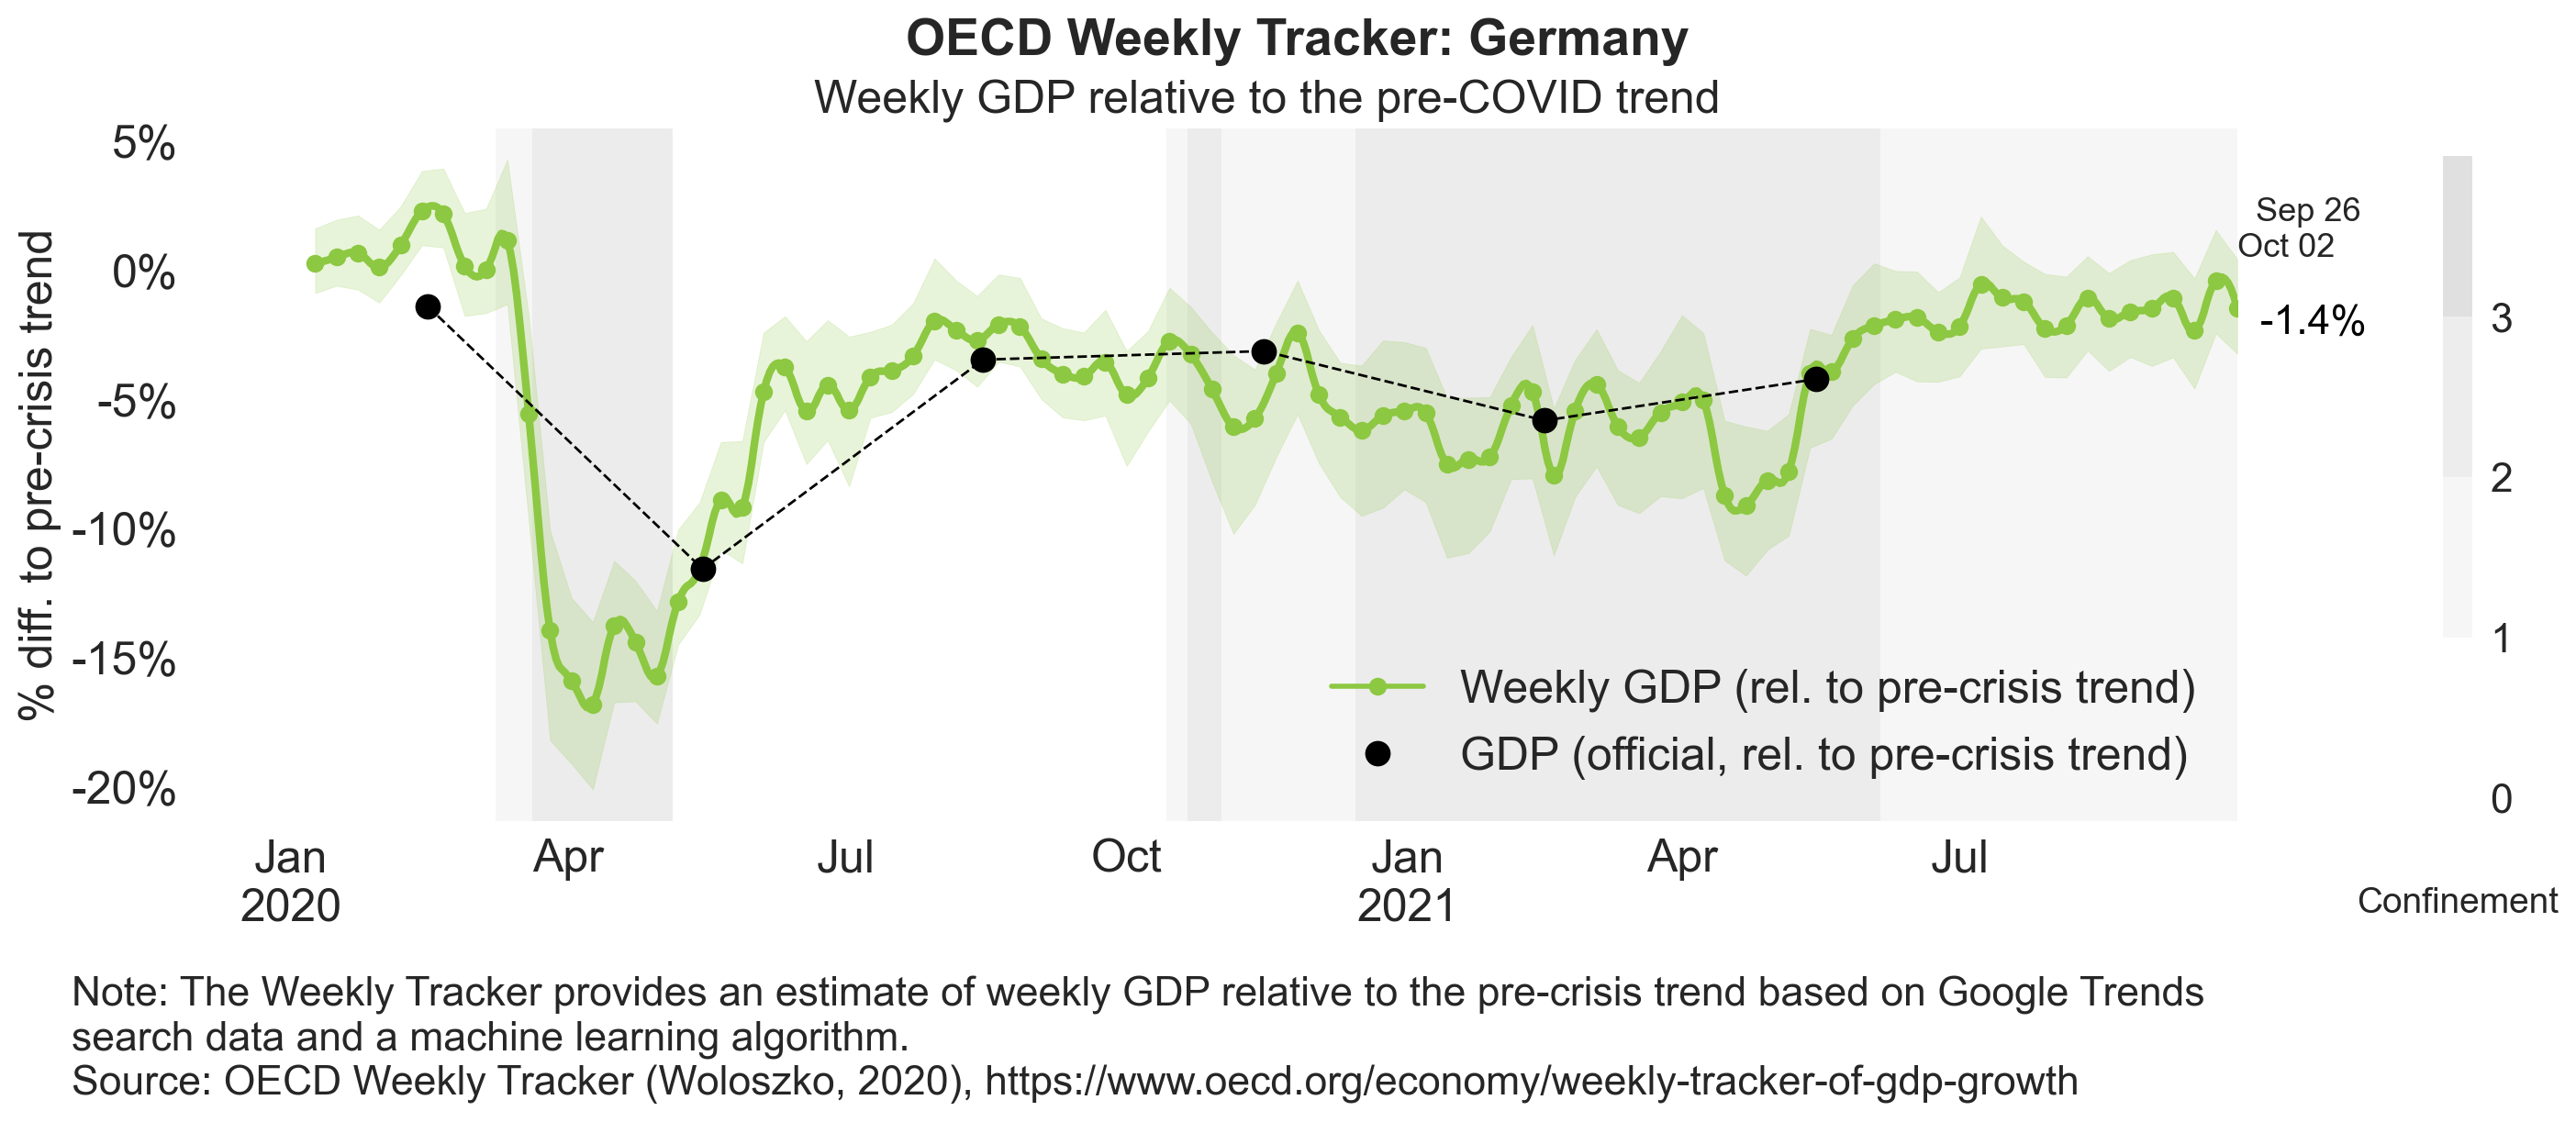 OECD Weekly Tracker: Germany
Weekly GDP relative to the pre-COVID trend
% diff. to pre-crisis trend
5%
0%
-5%
-10%
-15%
-20%
Jan
2020
Apr
Jul
Oct
Jan
2021
Apr
Jul
Sep 26
Oct 02
-1.4%
Weekly GDP (rel. to pre-crisis trend)
GDP (official, rel. to pre-crisis trend)
3
2
1
0
Confinement
Note: The Weekly Tracker provides an estimate of weekly GDP relative to the pre-crisis trend based on Google Trends
search data and a machine learning algorithm.
Source: OECD Weekly Tracker (Woloszko, 2020), https://www.oecd.org/economy/weekly-tracker-of-gdp-growth